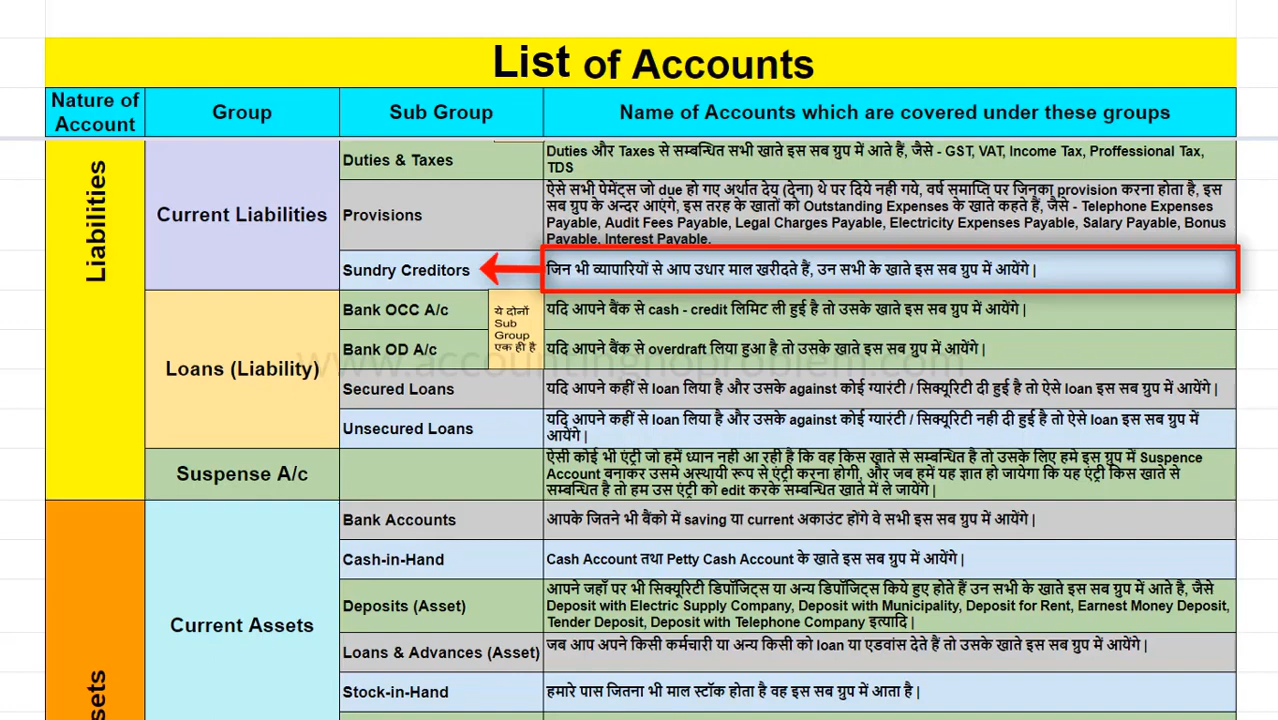 List of Accounts
Nature of Account
Group
Sub Group
Name of Accounts which are covered under these groups
Liabilities
Current Liabilities
Duties & Taxes
Duties और Taxes से सम्बन्धित सभी खाते इस सब ग्रुप में आते हैं, जैसे - GST, VAT, Income Tax, Proffessional Tax,
TDS
Provisions
ऐसे सभी पेमेंट्स जो due हो गए अर्थात देय (देना) थे पर दिये नही गये, वर्ष समाप्ति पर जिनका provision करना होता है, इस
सब ग्रुप के अन्दर आएंगे, इस तरह के खातों को Outstanding Expenses के खाते कहते हैं, जैसे - Telephone Expenses
Payable, Audit Fees Payable, Legal Charges Payable, Electricity Expenses Payable, Salary Payable, Bonus
Payable, Interest Payable.
Sundry Creditors
जिन भी व्यापारियों से आप उधार माल खरीदते हैं, उन सभी के खाते इस सब ग्रुप में आयेंगे |
Loans (Liability)
Bank OCC A/c
ये दोनों
Sub
Group
एक ही है
यदि आपने बैंक से cash - credit लिमिट ली हुई है तो उसके खाते इस सब ग्रुप में आयेंगे |
Bank OD A/c
यदि आपने बैंक से overdraft लिया हुआ है तो उसके खाते इस सब ग्रुप में आयेंगे |
www.accountingnoproblem.com
Secured Loans
यदि आपने कहीं से loan लिया है और उसके against कोई ग्यारंटी / सिक्यूरिटी दी हुई है तो ऐसे loan इस सब ग्रुप में आयेंगे |
Unsecured Loans
यदि आपने कहीं से loan लिया है और उसके against कोई ग्यारंटी / सिक्यूरिटी नही दी हुई है तो ऐसे loan इस सब ग्रुप में
आयेंगे |
Suspense A/c
ऐसी कोई भी एंट्री जो हमें ध्यान नही आ रही है कि वह किस खाते से सम्बन्धित है तो उसके लिए हमे इस ग्रुप में Suspence
Account बनाकर उसमे अस्थायी रूप से एंट्री करना होगी, और जब हमें यह ज्ञात हो जायेगा कि यह एंट्री किस खाते से
सम्बन्धित है तो हम उस एंट्री को edit करके सम्बन्धित खाते में ले जायेंगे |
sets
Current Assets
Bank Accounts
आपके जितने भी बैंको में saving या current अकाउंट होंगे वे सभी इस सब ग्रुप में आयेंगे |
Cash-in-Hand
Cash Account तथा Petty Cash Account के खाते इस सब ग्रुप में आयेंगे |
Deposits (Asset)
आपने जहाँ पर भी सिक्यूरिटी डिपॉजिट्स या अन्य डिपॉजिट्स किये हुए होते हैं उन सभी के खाते इस सब ग्रुप में आते है, जैसे
Deposit with Electric Supply Company, Deposit with Municipality, Deposit for Rent, Earnest Money Deposit,
Tender Deposit, Deposit with Telephone Company इत्यादि |
Loans & Advances (Asset)
जब आप अपने किसी कर्मचारी या अन्य किसी को loan या एडवांस देते हैं तो उसके खाते इस सब ग्रुप में आयेंगे |
Stock-in-Hand
हमारे पास जितना भी माल स्टॉक होता है वह इस सब ग्रुप में आता है |